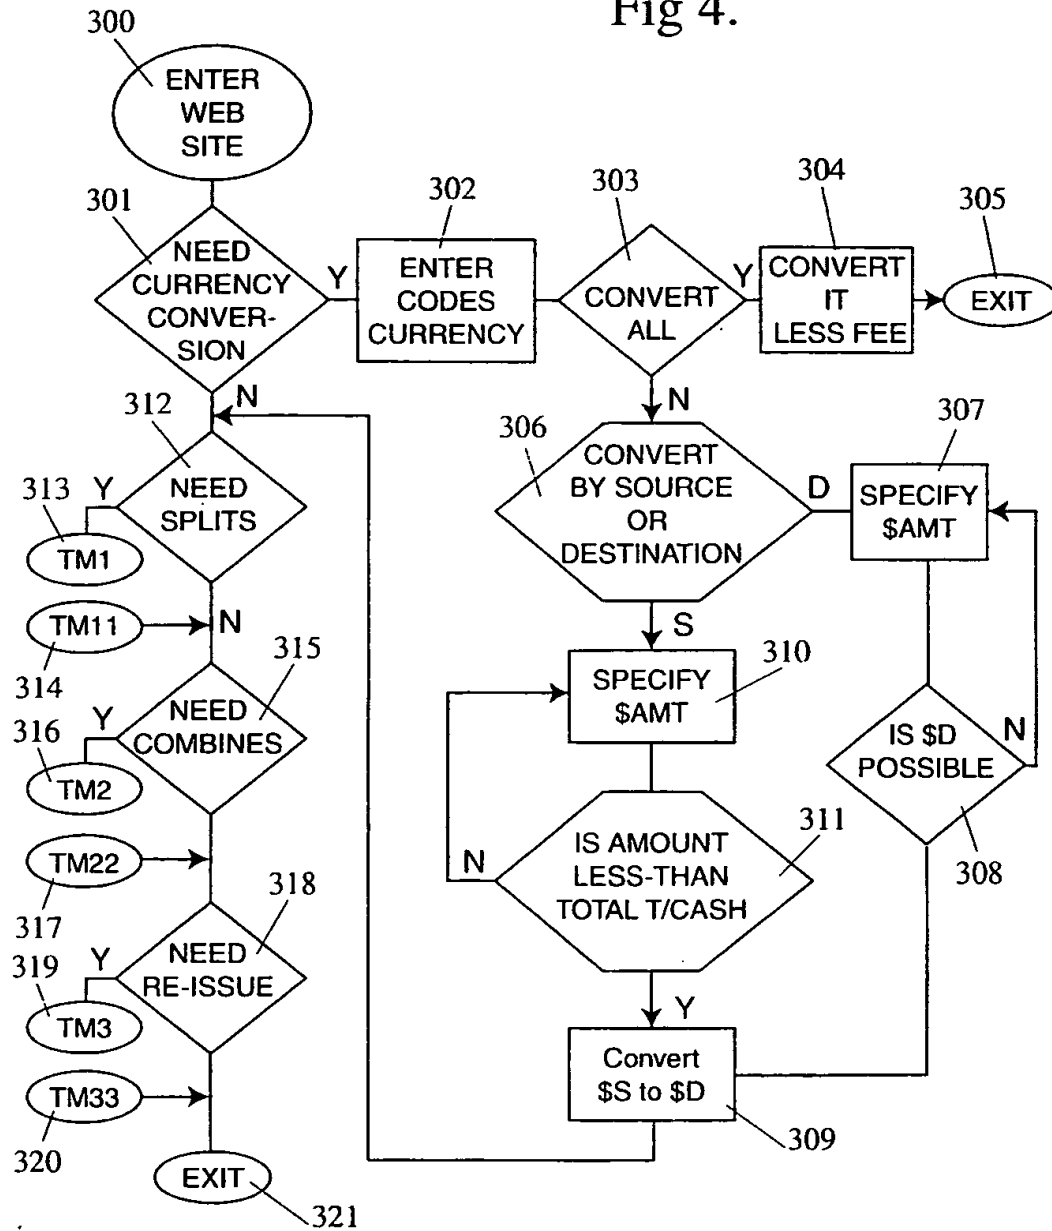 Fig 4.
300
ENTER
WEB
SITE
301
NEED
CURRENCY
CONVER-
SION
Y
N
302
ENTER
CODES
CURRENCY
303
CONVERT
ALL
Y
N
304
CONVERT
IT
LESS FEE
305
EXIT
306
CONVERT
BY SOURCE
OR
DESTINATION
D
S
307
SPECIFY
$AMT
IS $D
POSSIBLE
N
308
310
SPECIFY
$AMT
311
IS AMOUNT
LESS-THAN
TOTAL T/CASH
N
Y
Convert
$S to $D
309
312
NEED
SPLITS
Y
313
TM1
N
TM11
314
315
NEED
COMBINES
Y
316
TM2
TM22
317
318
NEED
RE-ISSUE
Y
319
TM3
TM33
320
EXIT
321